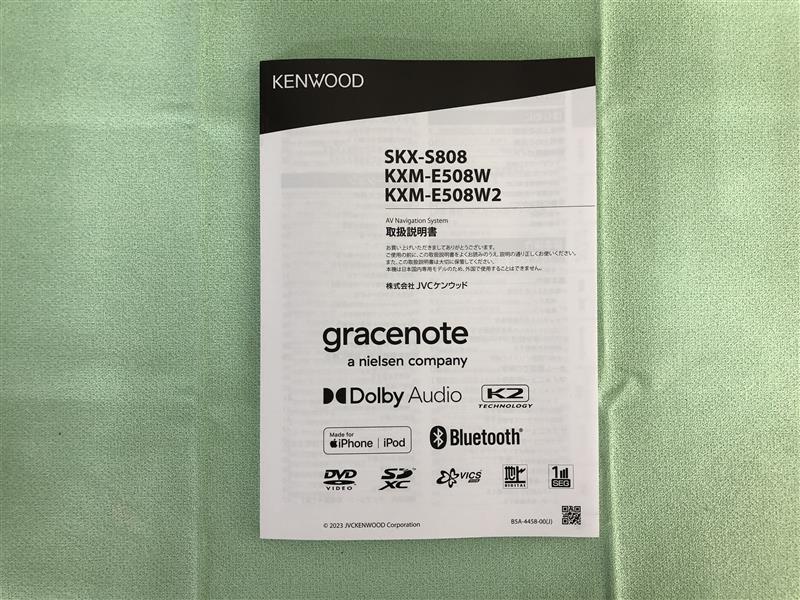 KENWOOD
SKX-S808
KXM-E508W
KXM-E508W2
AV Navigation System
取扱説明書
お買い上げいただきましてありがとうございます。
ご使用の前に、この取扱説明書をよくお読みのうえ、説明の通り正しくお使いください。
また、この取扱説明書は大切に保管してください。
本機は日本国内専用モデルのため、外国で使用することはできません。
株式会社 JVCケンウッド
gracenote
a nielsen company
Dolby Audio
K2
TECHNOLOGY
Made for
iPhone | iPod
Bluetooth®
DVD
VIDEO
SD
XC
VICS
地上
DIGITAL
1
SEG
© 2023 JVCKENWOOD Corporation
B5A-4458-00(J)